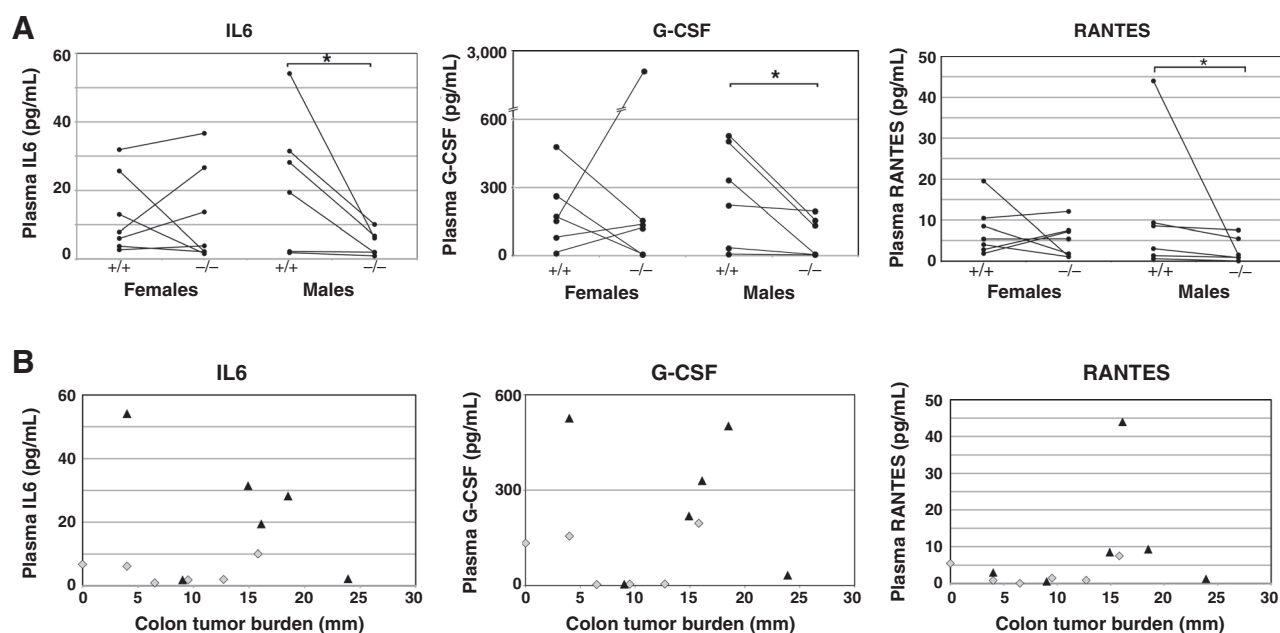 A
IL6
Plasma IL6 (pg/mL)
60
40
20
0
*
+/+
−/−
+/+
−/−
Females
Males
G-CSF
Plasma G-CSF (pg/mL)
3,000
600
300
0
*
+/+
−/−
+/+
−/−
Females
Males
RANTES
Plasma RANTES (pg/mL)
50
40
30
20
10
0
*
+/+
−/−
+/+
−/−
Females
Males
B
IL6
Plasma IL6 (pg/mL)
60
40
20
0
0 5 10 15 20 25 30
Colon tumor burden (mm)
G-CSF
Plasma G-CSF (pg/mL)
600
300
0
0 5 10 15 20 25 30
Colon tumor burden (mm)
RANTES
Plasma RANTES (pg/mL)
50
40
30
20
10
0
0 5 10 15 20 25 30
Colon tumor burden (mm)